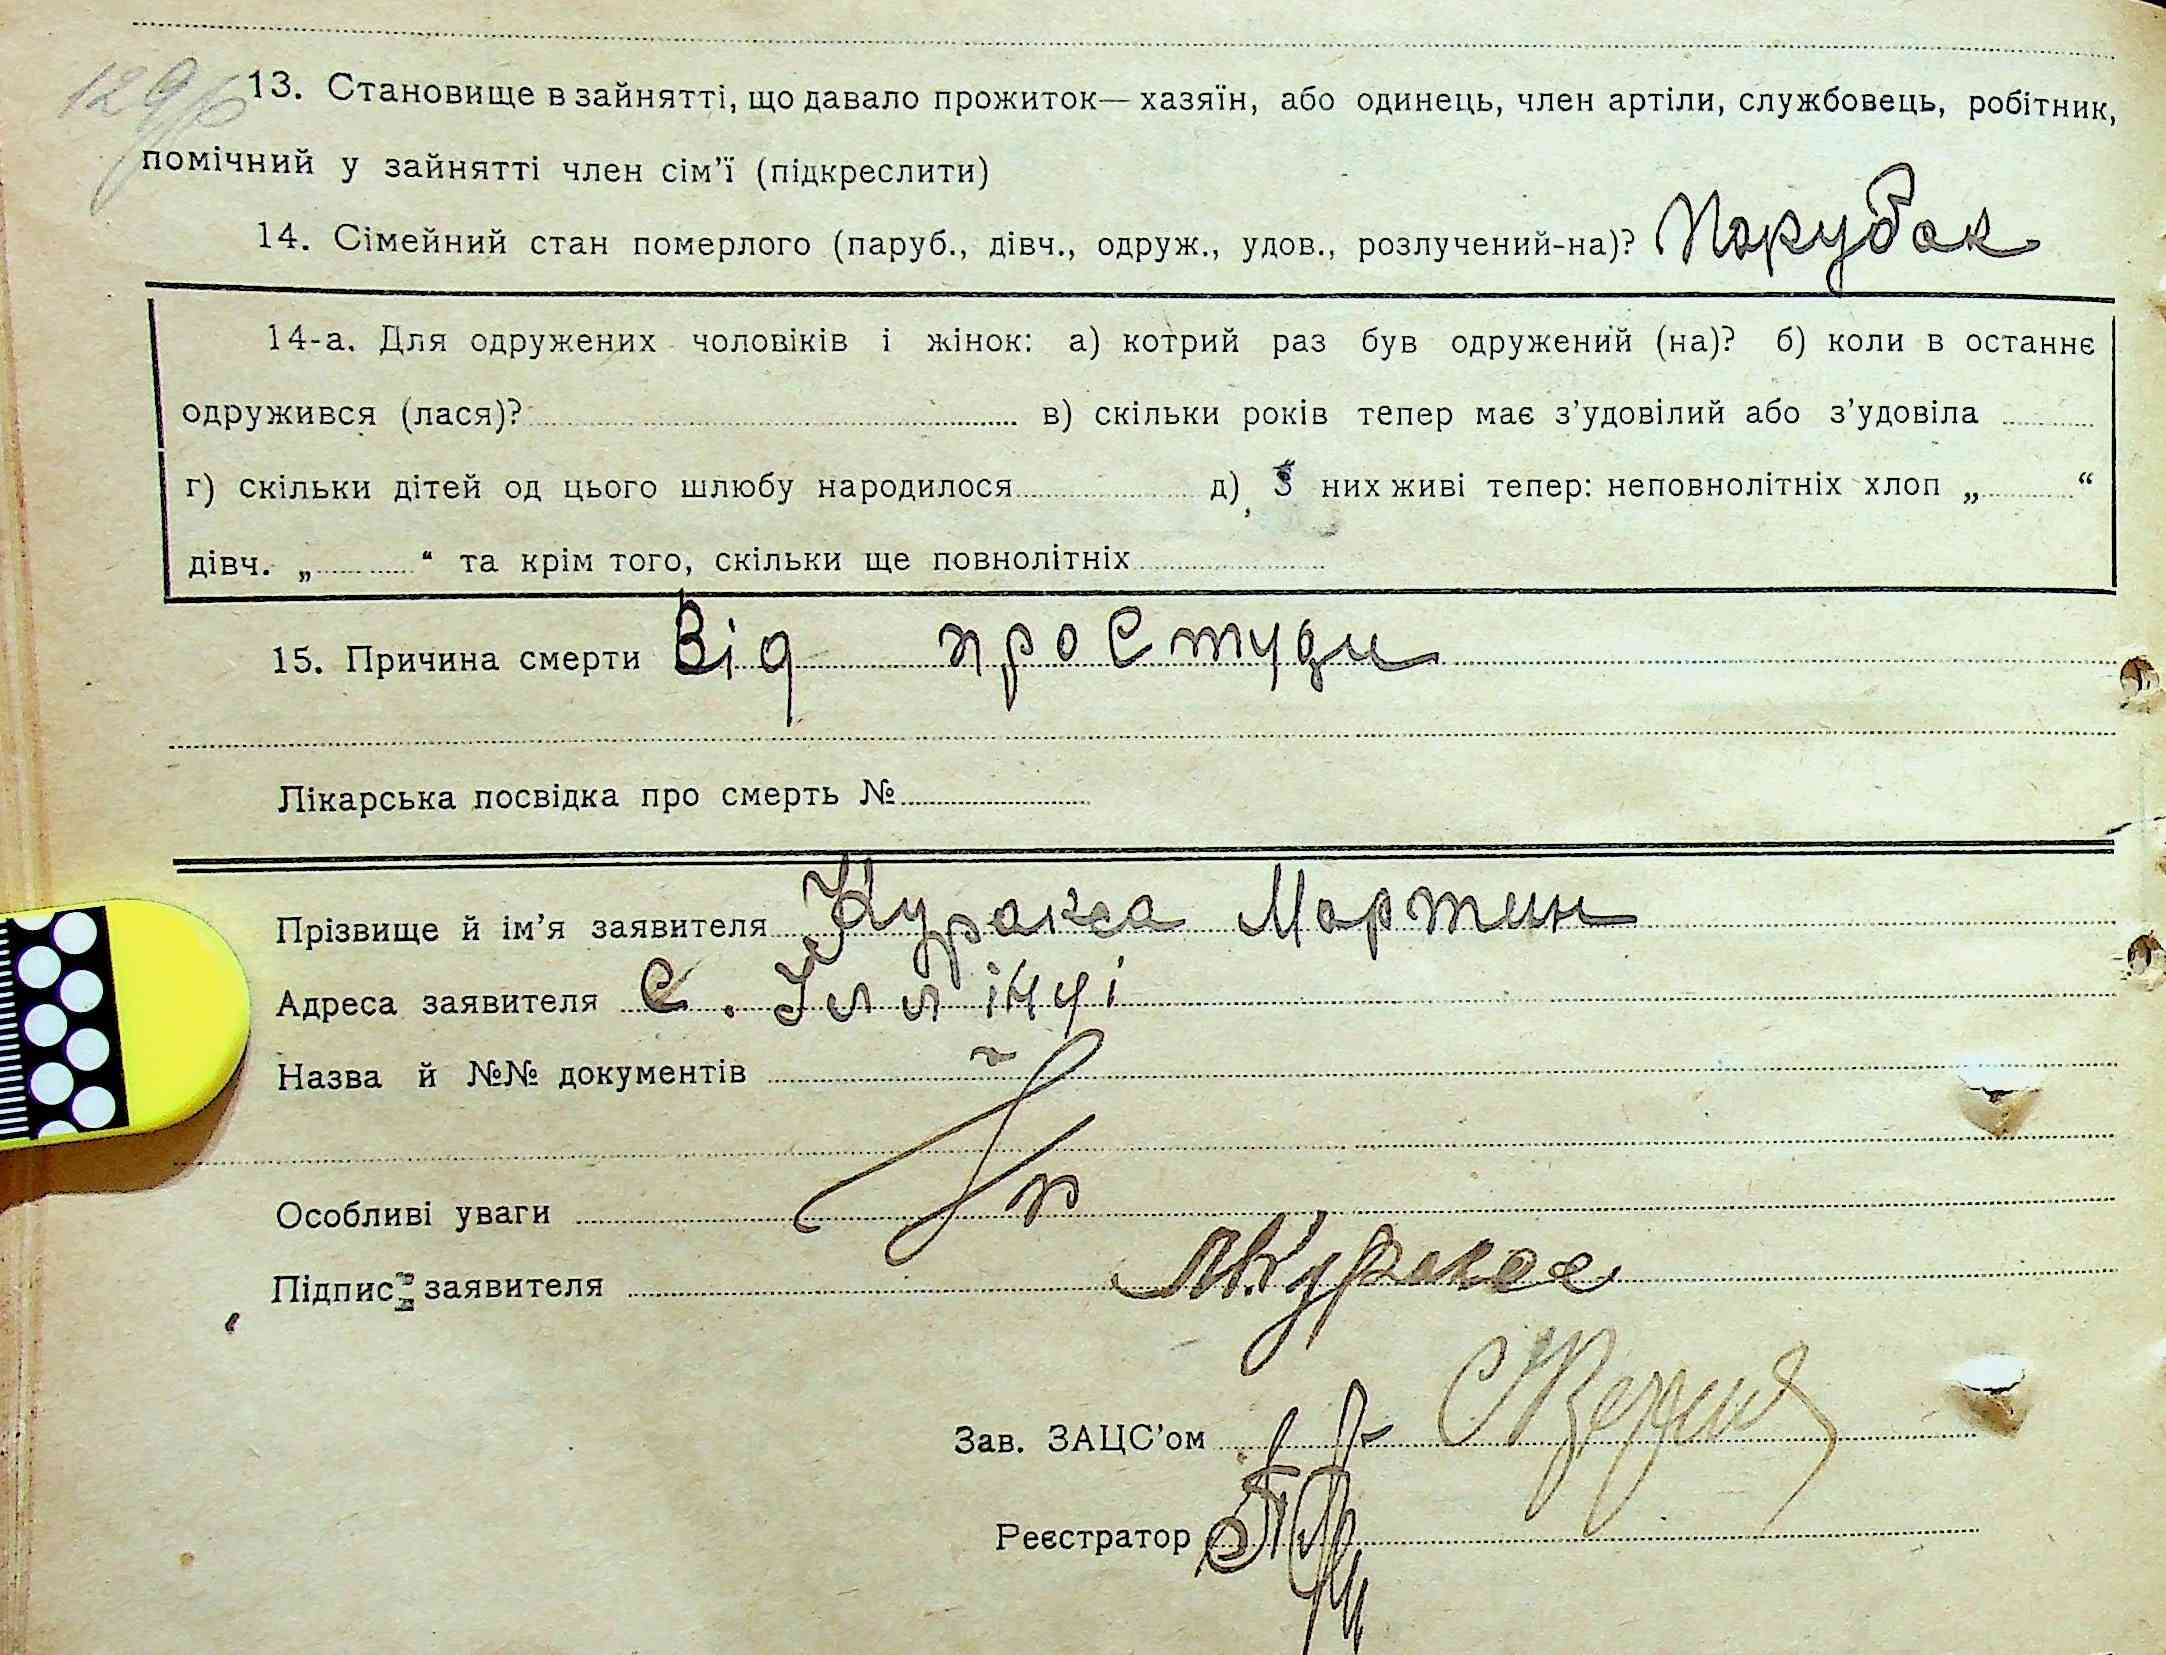 129
13. Становище в зайнятті, що давало прожиток— хазяїн, або одинець, член артіли, службовець, робітник,
помічний у зайнятті член сім’ї (підкреслити)
14. Сімейний стан померлого (паруб., дівч., одруж., удов., розлучений-на)? Парубок
14-а. Для одружених чоловіків і жінок: а) котрий раз був одружений (на)? б) коли в останнє
одружився (лася)? в) скільки років тепер має з’удовілий або з’удовіла
г) скільки дітей од цього шлюбу народилося д) З них живі тепер: неповнолітніх хлоп „ “
дівч. „ “ та крім того, скільки ще повнолітніх
15. Причина смерти Від простуди
Лікарська посвідка про смерть №
Прізвище й ім’я заявителя Куракса Мартин
Адреса заявителя с. Іллінці
Назва й №№ документів
Особливі уваги
Підпис заявителя МКуракса
Зав. ЗАЦС’ом
Реєстратор